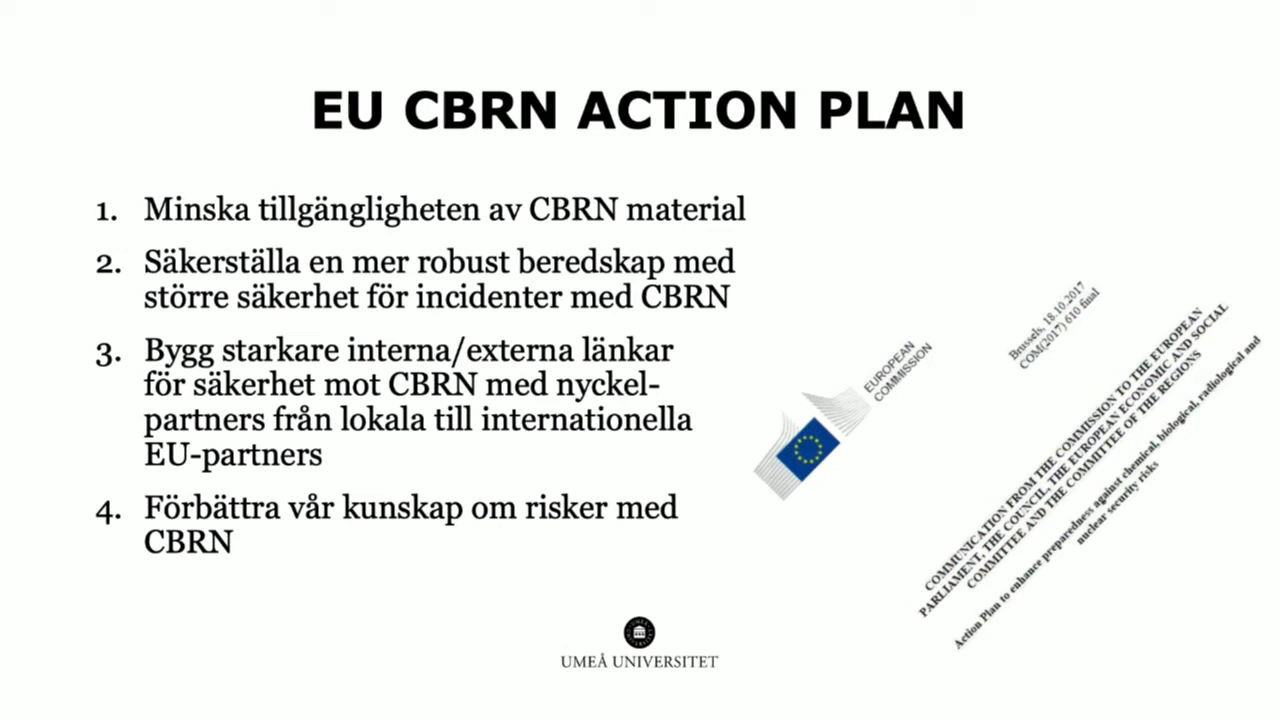 EU CBRN ACTION PLAN
1. Minska tillgängligheten av CBRN material
2. Säkerställa en mer robust beredskap med
större säkerhet för incidenter med CBRN
3. Bygg starkare interna/externa länkar
för säkerhet mot CBRN med nyckel-
partners från lokala till internationella
EU-partners
4. Förbättra vår kunskap om risker med
CBRN
EUROPEAN
COMMISSION
Brussels, 18.10.2017
COM(2017) 610 final
COMMUNICATION FROM THE COMMISSION TO THE EUROPEAN
PARLIAMENT, THE COUNCIL, THE EUROPEAN ECONOMIC AND SOCIAL
COMMITTEE AND THE COMMITTEE OF THE REGIONS
Action Plan to enhance preparedness against chemical, biological, radiological and
nuclear security risks
UMEÅ UNIVERSITET